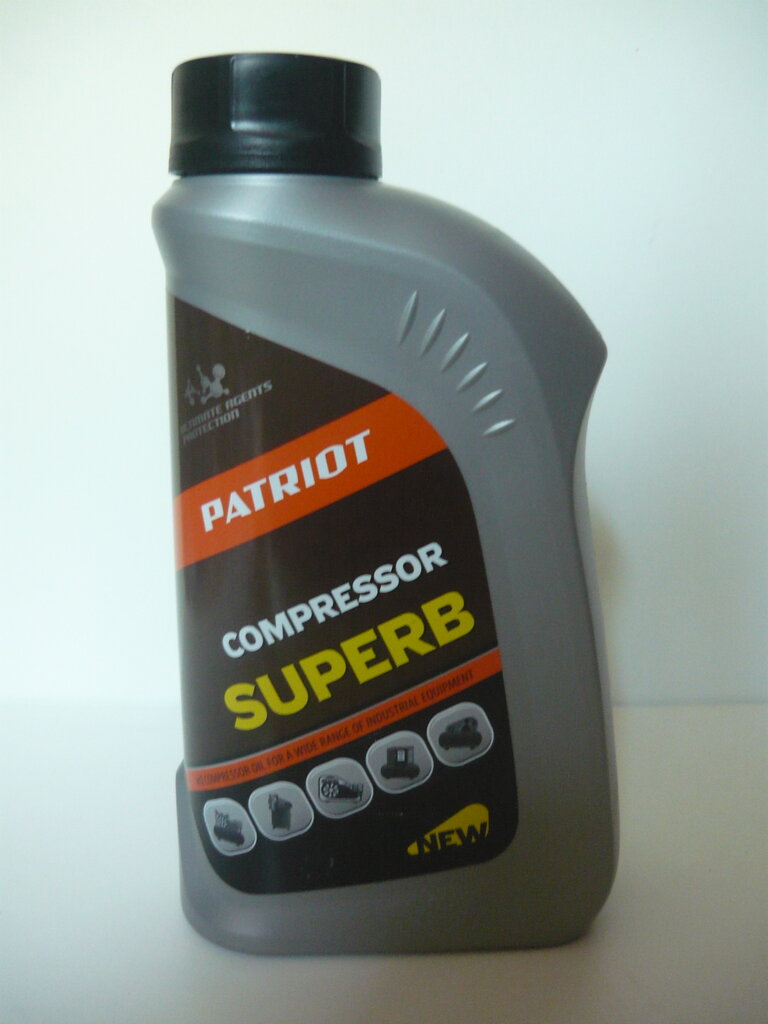 ULTIMATE AGENTS
PROTECTION
PATRIOT
COMPRESSOR
SUPERB
COMPRESSOR OIL FOR A WIDE RANGE OF INDUSTRIAL EQUIPMENT
NEW